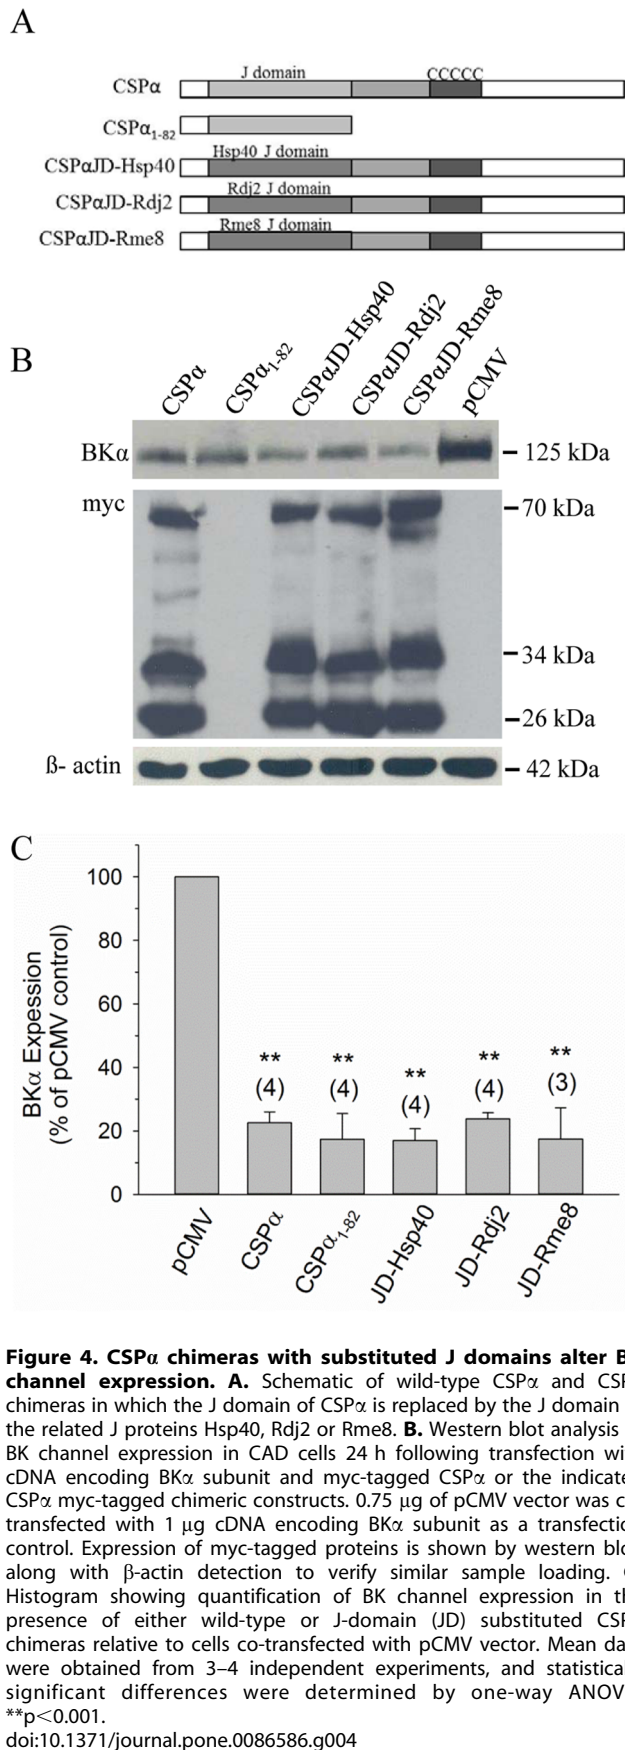 A
J domain CCCCC
CSPα
CSPα1-82
Hsp40 J domain
CSPαJD-Hsp40
Rdj2 J domain
CSPαJD-Rdj2
Rme8 J domain
CSPαJD-Rme8
B
CSPα CSPα1-82 CSPαJD-Hsp40 CSPαJD-Rdj2 CSPαJD-Rme8 pCMV
BKα 125 kDa
myc 70 kDa
34 kDa
26 kDa
ß- actin 42 kDa
C
BKα Expession
(% of pCMV control)
100
80
60
40
20
0
** ** ** ** **
(4) (4) (4) (4) (3)
pCMV CSPα CSPα1-82 JD-Hsp40 JD-Rdj2 JD-Rme8
Figure 4. CSPα chimeras with substituted J domains alter B
channel expression. A. Schematic of wild-type CSPα and CSP
chimeras in which the J domain of CSPα is replaced by the J domain
the related J proteins Hsp40, Rdj2 or Rme8. B. Western blot analysis
BK channel expression in CAD cells 24 h following transfection wi
cDNA encoding BKα subunit and myc-tagged CSPα or the indicate
CSPα myc-tagged chimeric constructs. 0.75 μg of pCMV vector was c
transfected with 1 μg cDNA encoding BKα subunit as a transfectio
control. Expression of myc-tagged proteins is shown by western blo
along with β-actin detection to verify similar sample loading.
Histogram showing quantification of BK channel expression in th
presence of either wild-type or J-domain (JD) substituted CSP
chimeras relative to cells co-transfected with pCMV vector. Mean da
were obtained from 3–4 independent experiments, and statistical
significant differences were determined by one-way ANOV
**p<0.001.
doi:10.1371/journal.pone.0086586.g004